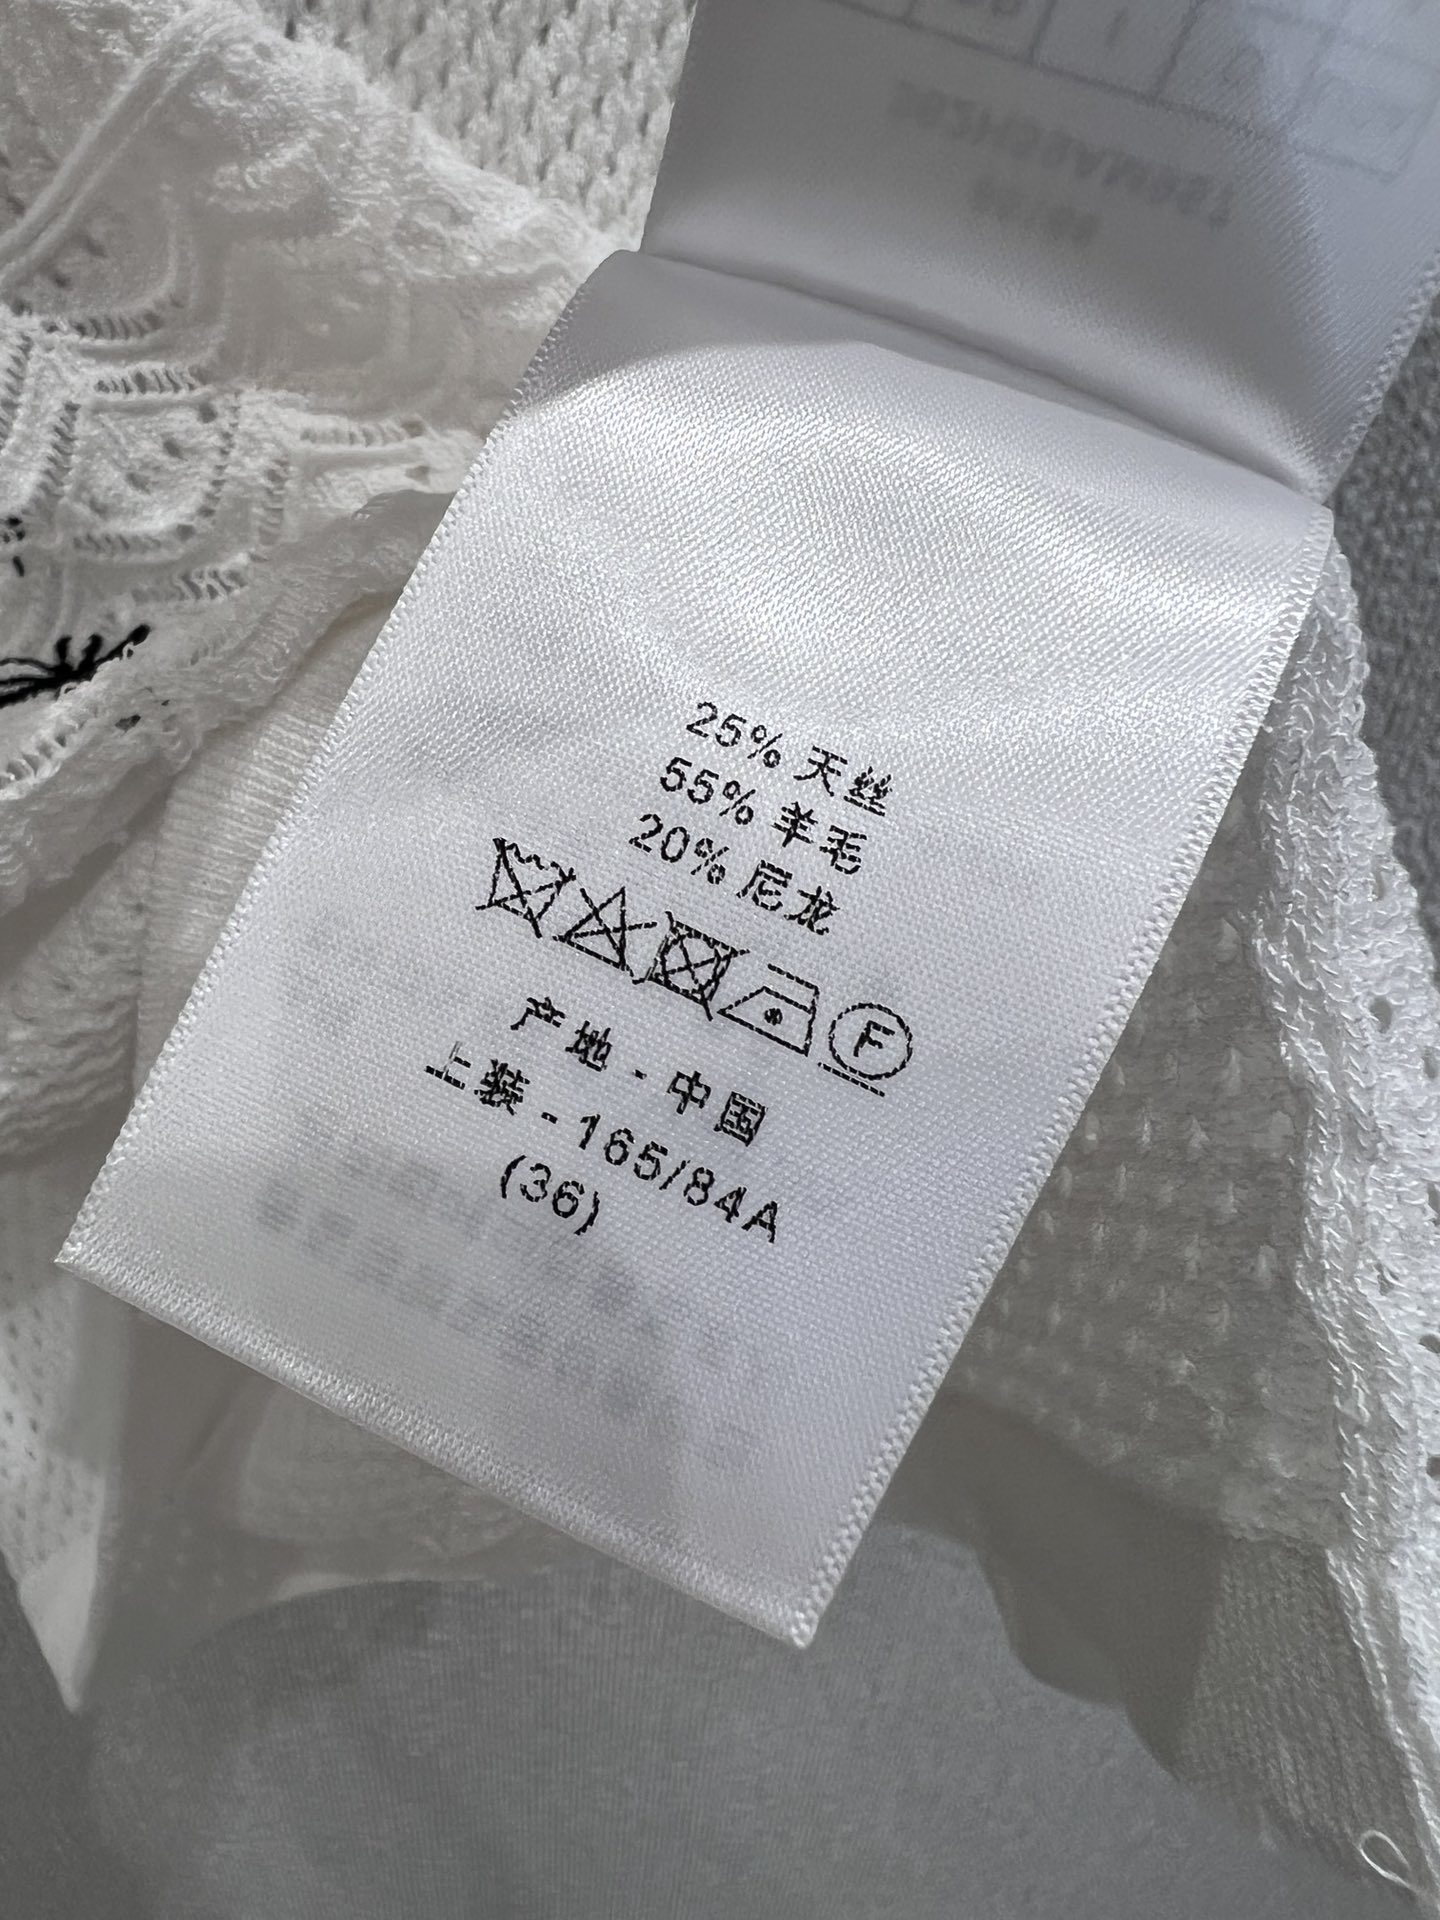 25% 天丝
55% 羊毛
20% 尼龙
F
产地 - 中国
上装 - 165/84A
(36)